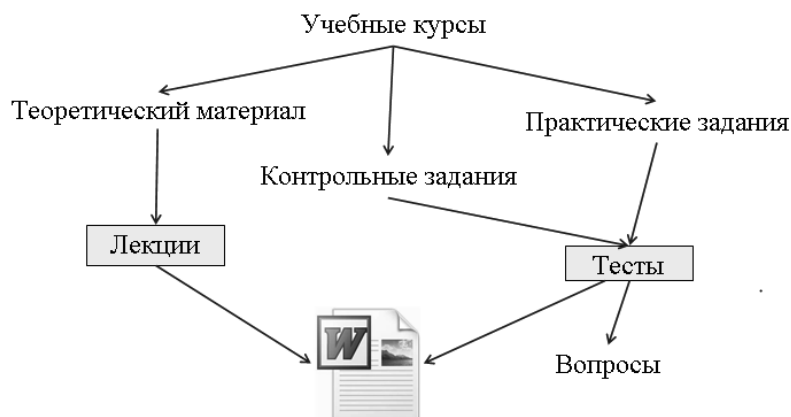 Учебные курсы
Теоретический материал
Практические задания
Контрольные задания
Лекции
Тесты
W
Вопросы